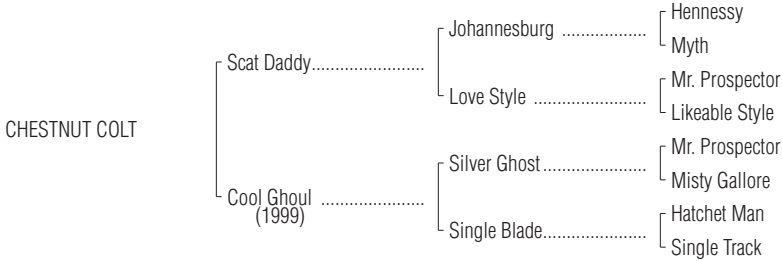 Hennessy
Johannesburg ..................
Myth
Scat Daddy........................
Mr. Prospector
Love Style ........................
Likeable Style
CHESTNUT COLT
Mr. Prospector
Silver Ghost......................
Misty Gallore
Cool Ghoul ......................
(1999)
Hatchet Man
Single Blade......................
Single Track